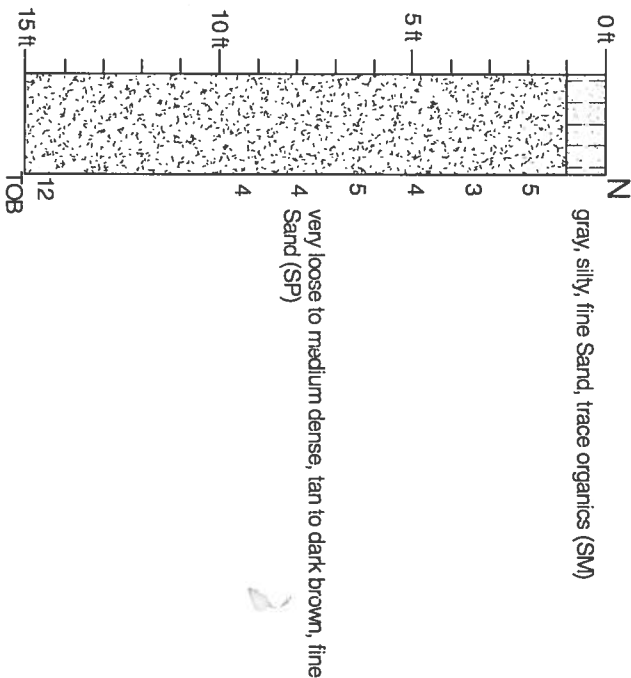 0 ft
5 ft
10 ft
15 ft
N
5
3
4
5
4
4
12
TOB
gray, silty, fine Sand, trace organics (SM)
very loose to medium dense, tan to dark brown, fine
Sand (SP)